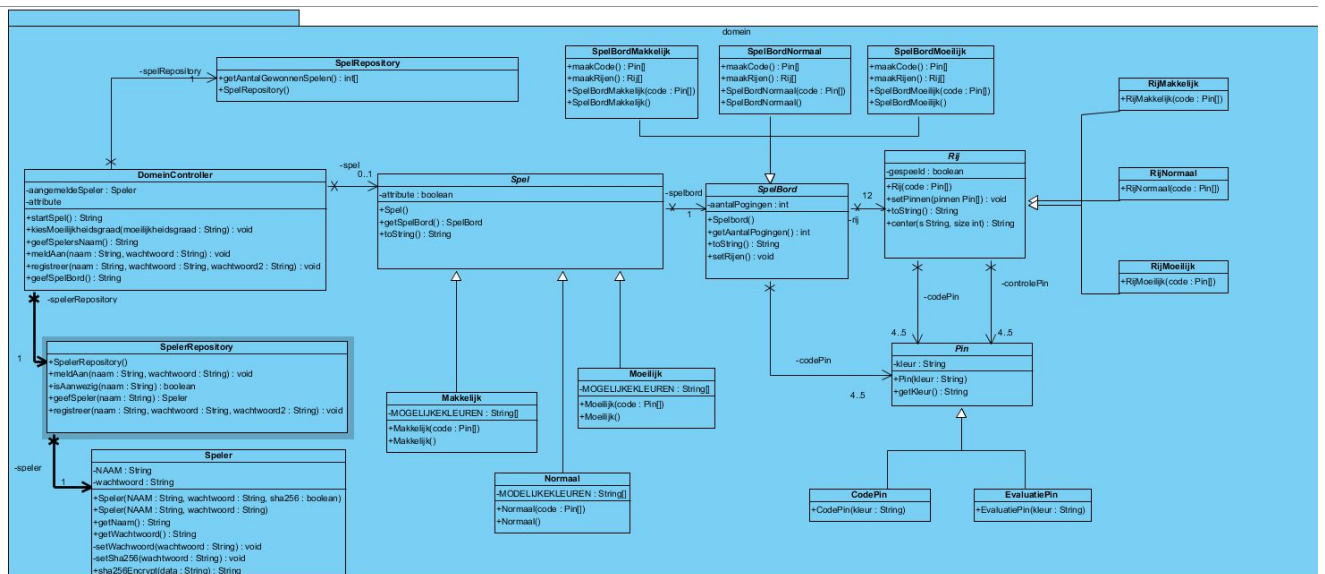 domein
SpelRepository
+getAantalGewonnenSpelen() : int[]
+SpelRepository()
-spelRepository
1
SpelBordMakkelijk
+maakCode() : Pin[]
+maakRijen() : Rij[]
+SpelBordMakkelijk(code : Pin[])
+SpelBordMakkelijk()
SpelBordNormaal
+maakCode() : Pin[]
+maakRijen() : Rij[]
+SpelBordNormaal(code : Pin[])
+SpelBordNormaal()
SpelBordMoeilijk
+maakCode() : Pin[]
+maakRijen() : Rij[]
+SpelBordMoeilijk(code : Pin[])
+SpelBordMoeilijk()
RijMakkelijk
+RijMakkelijk(code : Pin[])
RijNormaal
+RijNormaal(code : Pin[])
RijMoeilijk
+RijMoeilijk(code : Pin[])
DomeinController
-aangemeldeSpeler : Speler
-attribute
+startSpel() : String
+kiesMoeilijkheidsgraad(moeilijkheidsgraad : String) : void
+geefSpelersNaam() : String
+meldAan(naam : String, wachtwoord : String) : void
+registreer(naam : String, wachtwoord : String, wachtwoord2 : String) : void
+geefSpelBord() : String
-spel
0..1
Spel
-attribute : boolean
+Spel()
+getSpelBord() : SpelBord
+toString() : String
-spelbord
1
SpelBord
-aantalPogingen : int
+Spelbord()
+getAantalPogingen() : int
+toString() : String
+setRijen() : void
12
-rij
Rij
-gespeeld : boolean
+Rij(code : Pin[])
+setPinnen(pinnen Pin[]) : void
+toString() : String
+center(s String, size int) : String
-codePin
4..5
-controlePin
4..5
-codePin
4..5
Pin
-kleur : String
+Pin(kleur : String)
+getKleur() : String
CodePin
+CodePin(kleur : String)
EvaluatiePin
+EvaluatiePin(kleur : String)
-spelerRepository
1
SpelerRepository
+SpelerRepository()
+meldAan(naam : String, wachtwoord : String) : void
+isAanwezig(naam : String) : boolean
+geefSpeler(naam : String) : Speler
+registreer(naam : String, wachtwoord : String, wachtwoord2 : String) : void
-speler
1
Speler
-NAAM : String
-wachtwoord : String
+Speler(NAAM : String, wachtwoord : String, sha256 : boolean)
+Speler(NAAM : String, wachtwoord : String)
+getNaam() : String
+getWachtwoord() : String
-setWachwoord(wachtwoord : String) : void
-setSha256(wachtwoord : String) : void
+sha256Encrypt(data : String) : String
Makkelijk
-MOGELIJKEKLEUREN : String[]
+Makkelijk(code : Pin[])
+Makkelijk()
Normaal
-MODELIJKEKLEUREN : String[]
+Normaal(code : Pin[])
+Normaal()
Moeilijk
-MOGELIJKEKLEUREN : String[]
+Moeilijk(code : Pin[])
+Moeilijk()